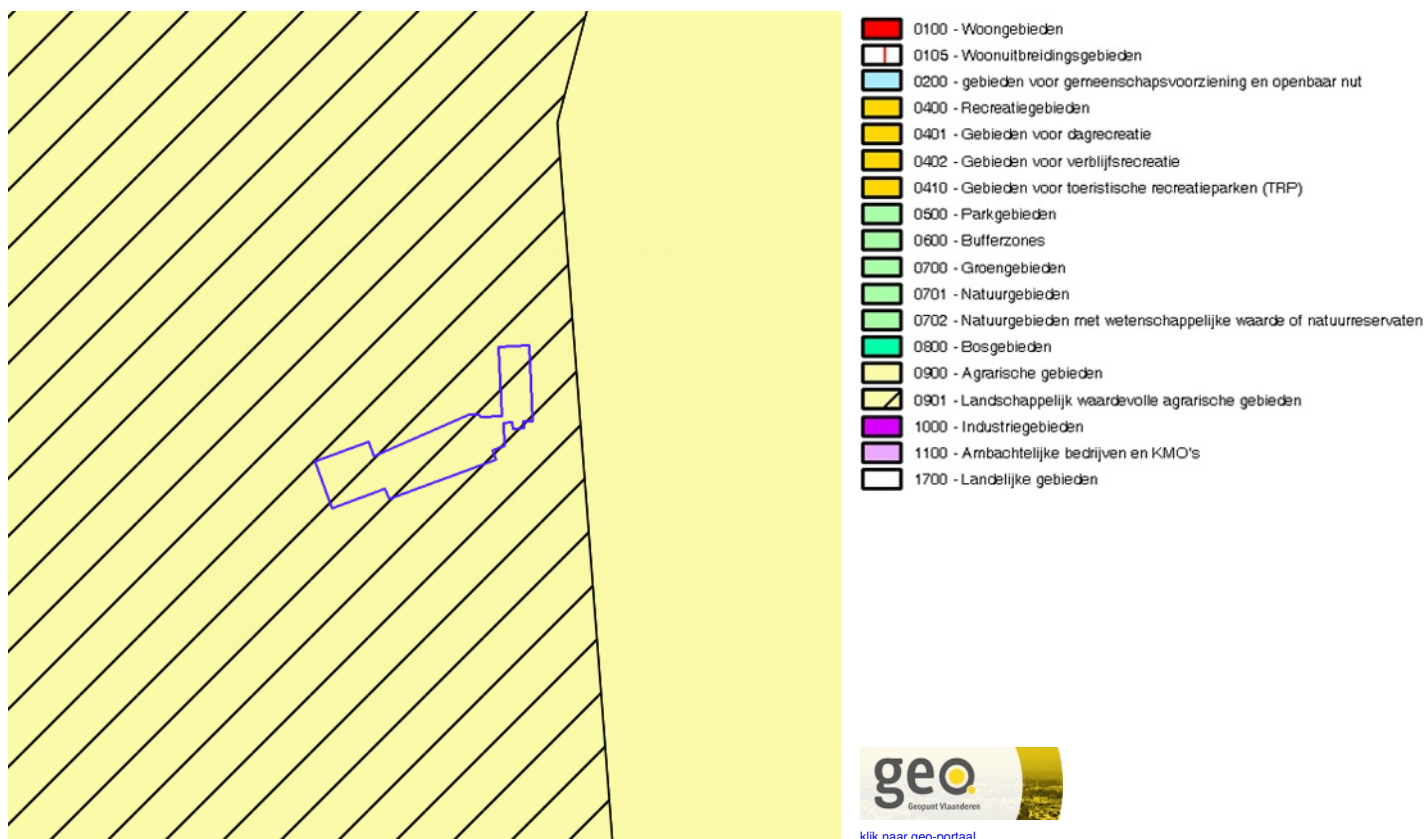 0100 - Woongebieden
0105 - Woonuitbreidingsgebieden
0200 - gebieden voor gemeenschapsvoorziening en openbaar nut
0400 - Recreatiegebieden
0401 - Gebieden voor dagrecreatie
0402 - Gebieden voor verblijfsrecreatie
0410 - Gebieden voor toeristische recreatieparken (TRP)
0500 - Parkgebieden
0600 - Bufferzones
0700 - Groengebieden
0701 - Natuurgebieden
0702 - Natuurgebieden met wetenschappelijke waarde of natuurreservaten
0800 - Bosgebieden
0900 - Agrarische gebieden
0901 - Landschappelijk waardevolle agrarische gebieden
1000 - Industriegebieden
1100 - Ambachtelijke bedrijven en KMO's
1700 - Landelijke gebieden
geo.
Geopunt Vlaanderen
klik naar geo-portaal